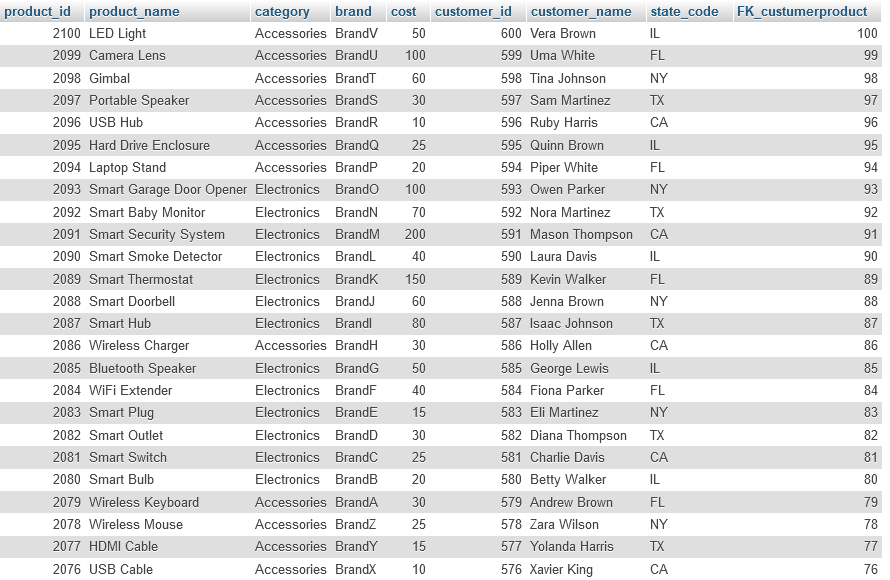 product_id product_name category brand cost customer_id customer_name state_code FK_custumerproduct
2100 LED Light Accessories BrandV 50 600 Vera Brown IL 100
2099 Camera Lens Accessories BrandU 100 599 Uma White FL 99
2098 Gimbal Accessories BrandT 60 598 Tina Johnson NY 98
2097 Portable Speaker Accessories BrandS 30 597 Sam Martinez TX 97
2096 USB Hub Accessories BrandR 10 596 Ruby Harris CA 96
2095 Hard Drive Enclosure Accessories BrandQ 25 595 Quinn Brown IL 95
2094 Laptop Stand Accessories BrandP 20 594 Piper White FL 94
2093 Smart Garage Door Opener Electronics BrandO 100 593 Owen Parker NY 93
2092 Smart Baby Monitor Electronics BrandN 70 592 Nora Martinez TX 92
2091 Smart Security System Electronics BrandM 200 591 Mason Thompson CA 91
2090 Smart Smoke Detector Electronics BrandL 40 590 Laura Davis IL 90
2089 Smart Thermostat Electronics BrandK 150 589 Kevin Walker FL 89
2088 Smart Doorbell Electronics BrandJ 60 588 Jenna Brown NY 88
2087 Smart Hub Electronics BrandI 80 587 Isaac Johnson TX 87
2086 Wireless Charger Accessories BrandH 30 586 Holly Allen CA 86
2085 Bluetooth Speaker Electronics BrandG 50 585 George Lewis IL 85
2084 WiFi Extender Electronics BrandF 40 584 Fiona Parker FL 84
2083 Smart Plug Electronics BrandE 15 583 Eli Martinez NY 83
2082 Smart Outlet Electronics BrandD 30 582 Diana Thompson TX 82
2081 Smart Switch Electronics BrandC 25 581 Charlie Davis CA 81
2080 Smart Bulb Electronics BrandB 20 580 Betty Walker IL 80
2079 Wireless Keyboard Accessories BrandA 30 579 Andrew Brown FL 79
2078 Wireless Mouse Accessories BrandZ 25 578 Zara Wilson NY 78
2077 HDMI Cable Accessories BrandY 15 577 Yolanda Harris TX 77
2076 USB Cable Accessories BrandX 10 576 Xavier King CA 76